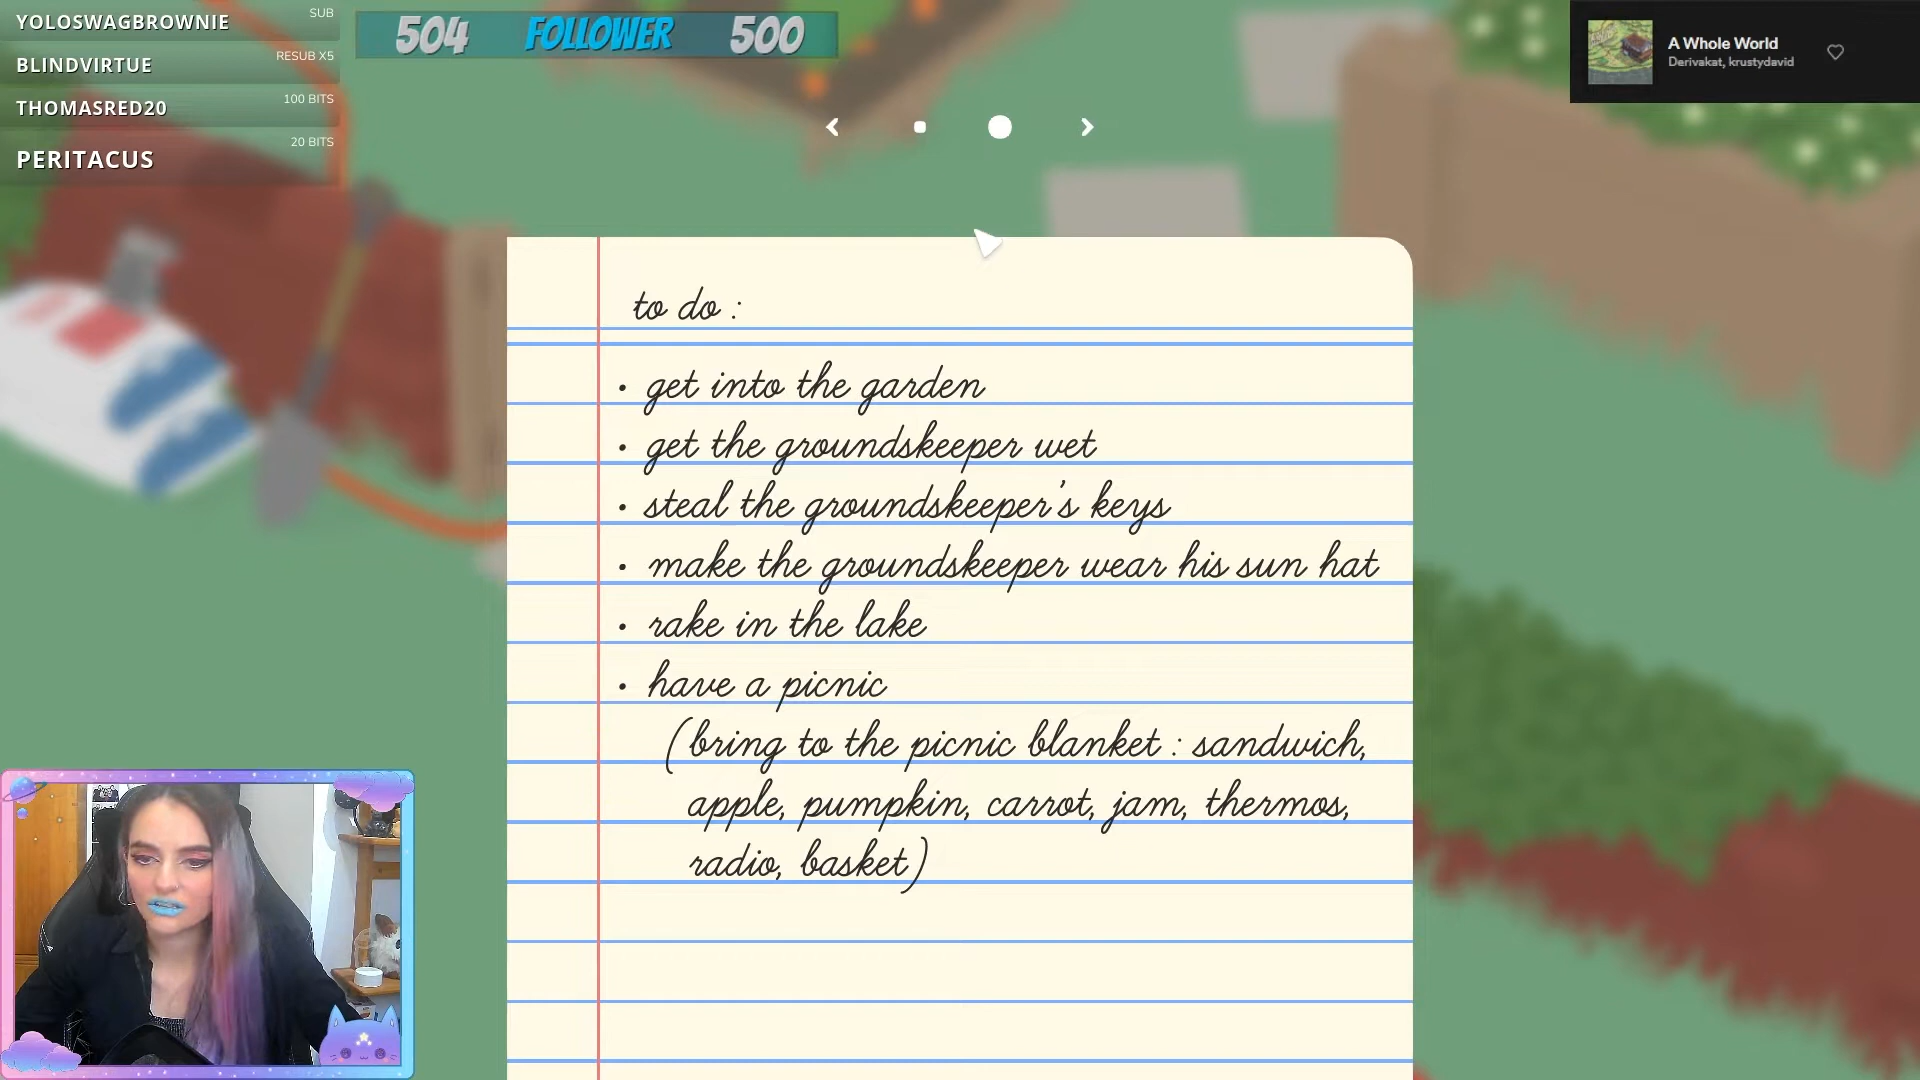 YOLOSWAGBROWNIE
SUB
BLINDVIRTUE
RESUB X5
THOMASRED20
100 BITS
PERITACUS
20 BITS
504 FOLLOWER 500
A Whole World
Derivakat, krustydavid
to do :
• get into the garden
• get the groundskeeper wet
• steal the groundskeeper's keys
• make the groundskeeper wear his sun hat
• rake in the lake
• have a picnic
(bring to the picnic blanket : sandwich,
apple, pumpkin, carrot, jam, thermos,
radio, basket)